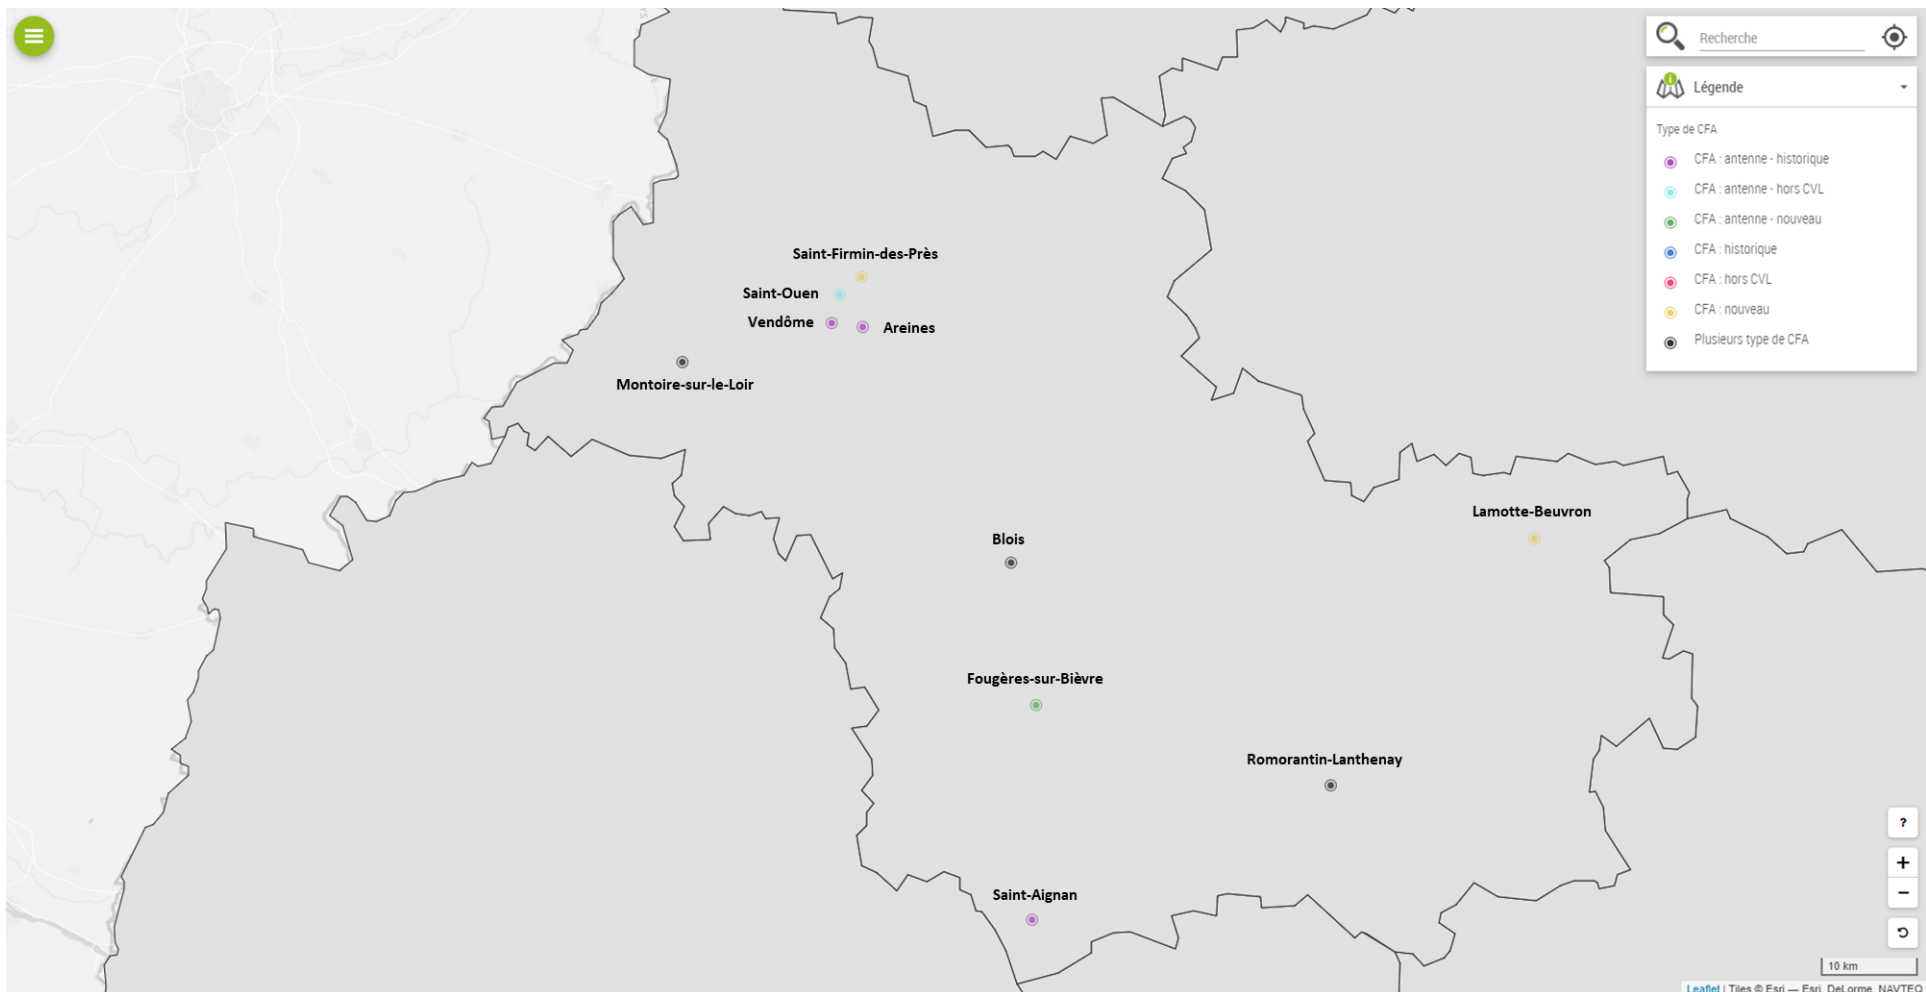 Recherche
Légende
Type de CFA
CFA : antenne - historique
CFA : antenne - hors CVL
CFA : antenne - nouveau
CFA : historique
CFA : hors CVL
CFA : nouveau
Plusieurs type de CFA
Saint-Firmin-des-Près
Saint-Ouen
Vendôme
Areines
Montoire-sur-le-Loir
Lamotte-Beuvron
Blois
Fougères-sur-Bièvre
Romorantin-Lanthenay
Saint-Aignan
?
+
−
10 km
Leaflet | Tiles © Esri — Esri, DeLorme, NAVTEQ